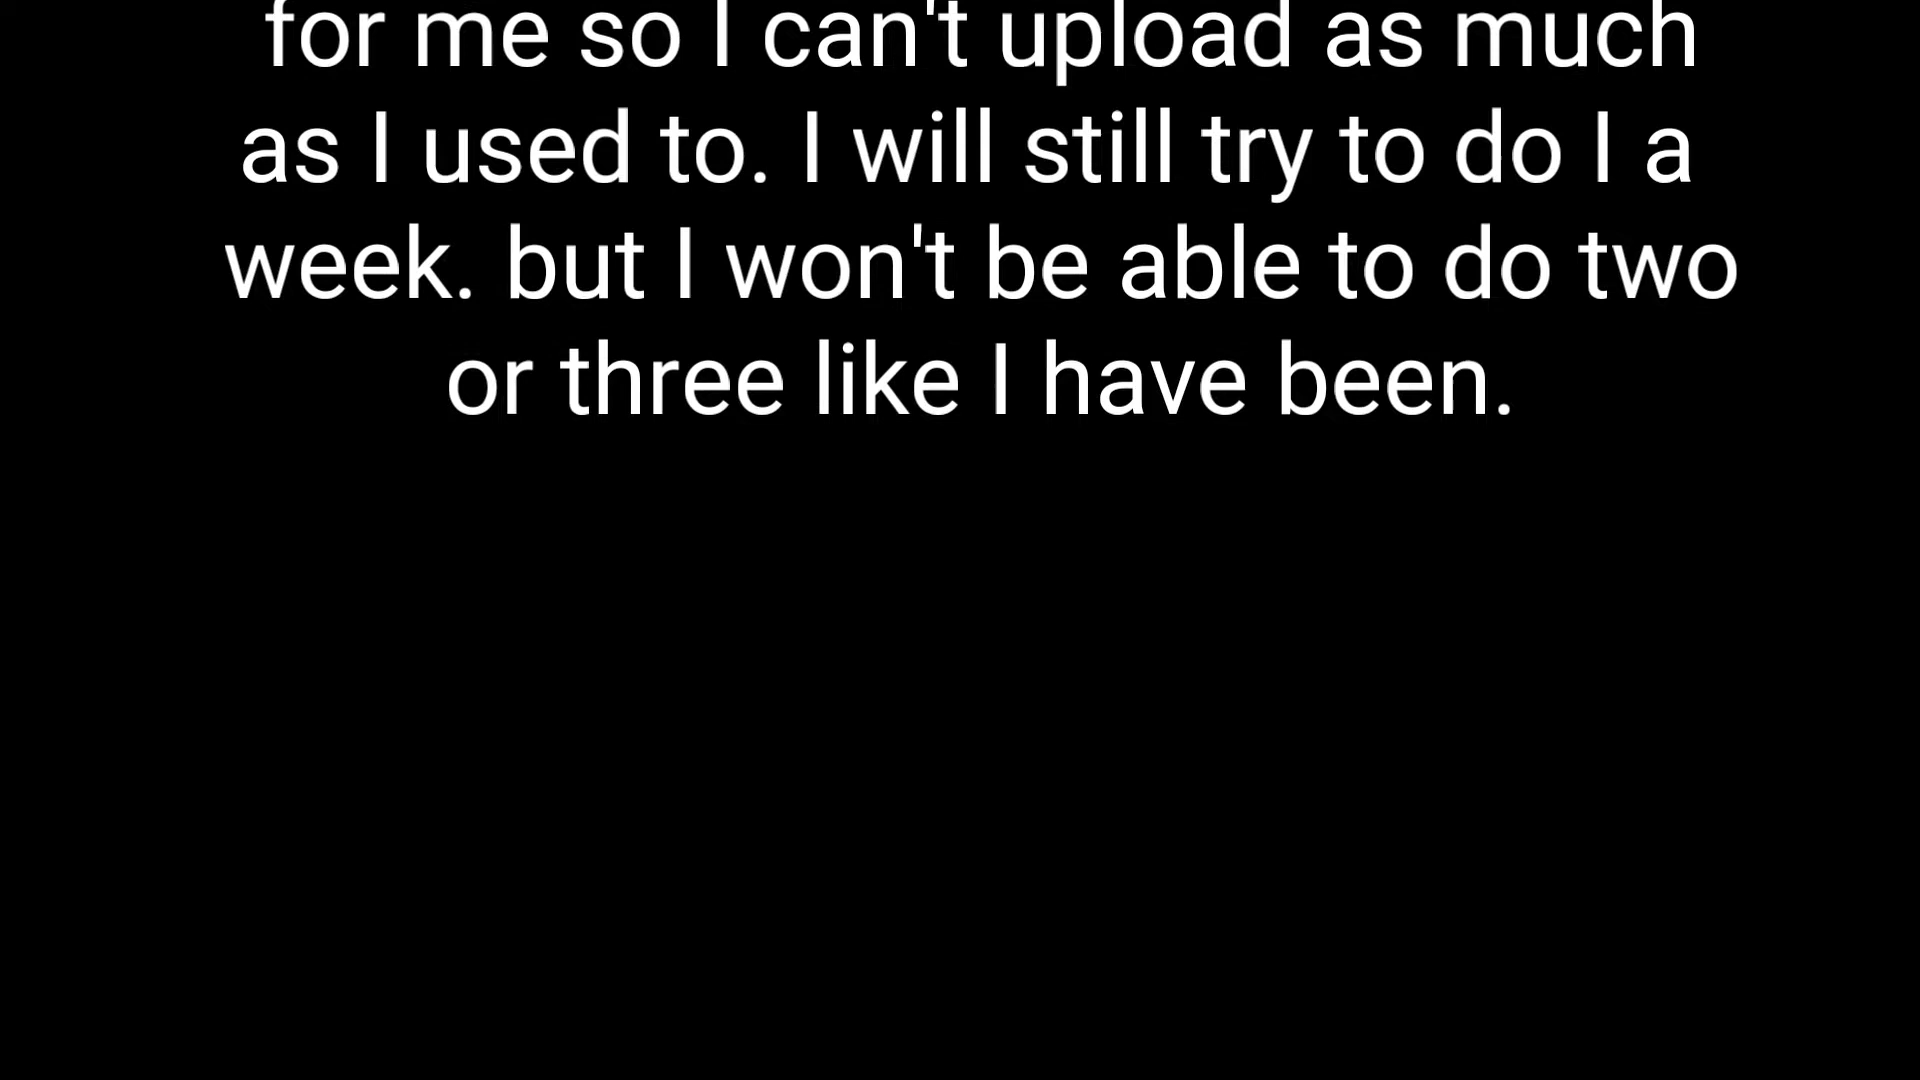 for me so I can't upload as much
as I used to. I will still try to do I a
week. but I won't be able to do two
or three like I have been.